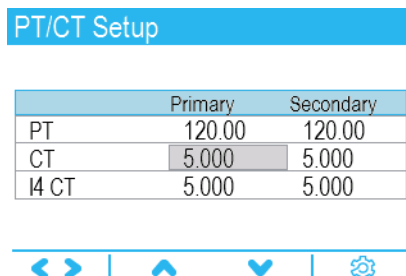 PT/CT Setup
Primary Secondary
PT 120.00 120.00
CT 5.000 5.000
I4 CT 5.000 5.000